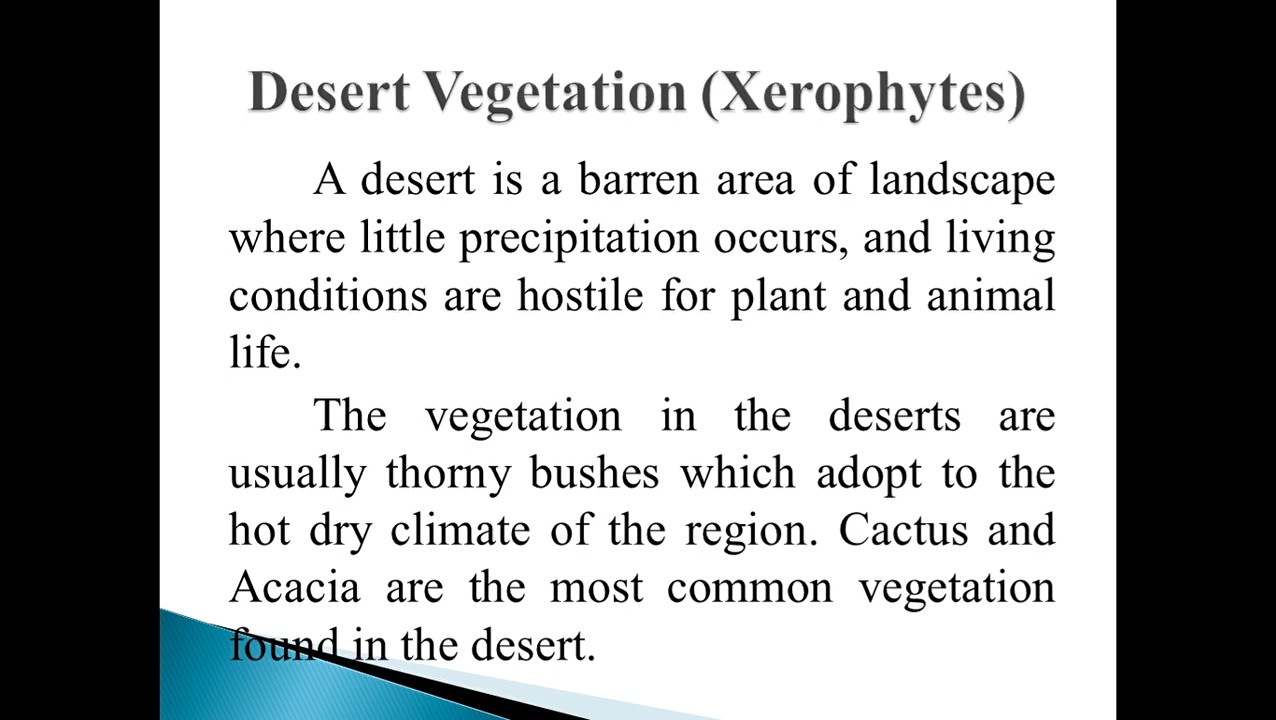 Desert Vegetation (Xerophytes)
A desert is a barren area of landscape
where little precipitation occurs, and living
conditions are hostile for plant and animal
life.
The vegetation in the deserts are
usually thorny bushes which adopt to the
hot dry climate of the region. Cactus and
Acacia are the most common vegetation
found in the desert.